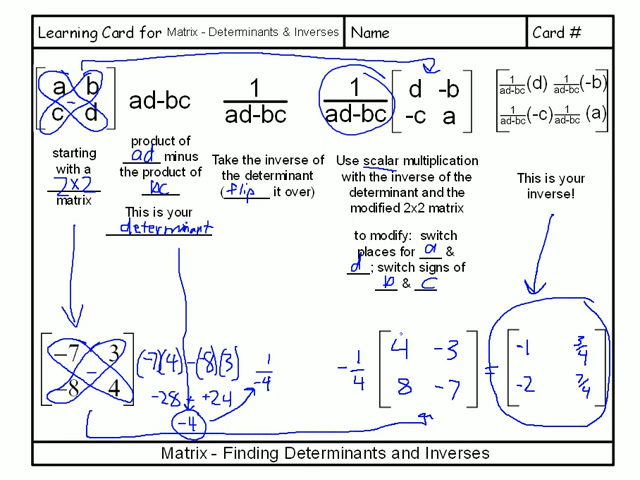 Learning Card for Matrix - Determinants & Inverses Name Card #
[a b c d] ad-bc 1/ad-bc 1/ad-bc [d -b -c a] [1/ad-bc(d) 1/ad-bc(-b) 1/ad-bc(-c) 1/ad-bc (a)]
starting
with a
2x2
matrix
product of
ad minus
the product of
bc
This is your
determinant
Take the inverse of
the determinant
(flip it over)
Use scalar multiplication
with the inverse of the
determinant and the
modified 2x2 matrix
to modify: switch
places for a &
d; switch signs of
b & c
This is your
inverse!
[-7 3 -8 4] (-7)(4) - (-8)(3) 1/-4 -1/4 [4 -3 8 -7] = [-1 3/4 -2 7/4]
-28 + +24
-4
Matrix - Finding Determinants and Inverses